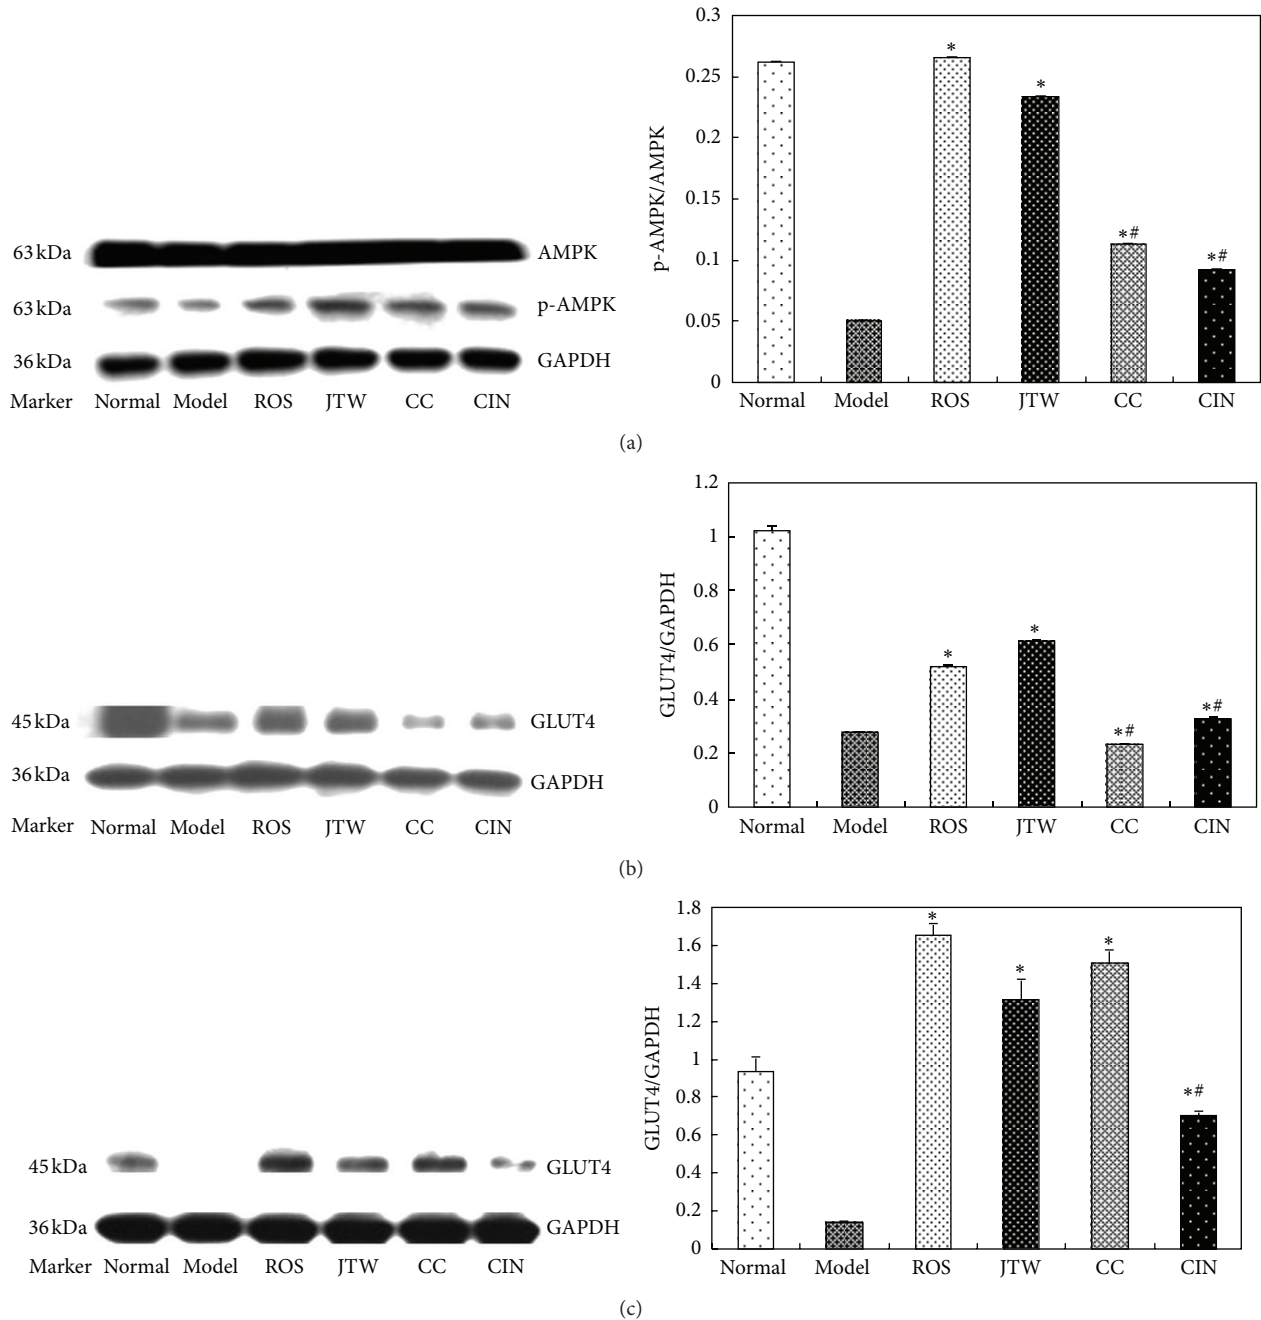 63 kDa AMPK
63 kDa p-AMPK
36 kDa GAPDH
Marker Normal Model ROS JTW CC CIN
p-AMPK/AMPK
0.3
0.25
0.2
0.15
0.1
0.05
0
* * *# *#
Normal Model ROS JTW CC CIN
(a)
45 kDa GLUT4
36 kDa GAPDH
Marker Normal Model ROS JTW CC CIN
GLUT4/GAPDH
1.2
1
0.8
0.6
0.4
0.2
0
* * *# *#
Normal Model ROS JTW CC CIN
(b)
45 kDa GLUT4
36 kDa GAPDH
Marker Normal Model ROS JTW CC CIN
GLUT4/GAPDH
1.8
1.6
1.4
1.2
1
0.8
0.6
0.4
0.2
0
* * * *#
Normal Model ROS JTW CC CIN
(c)